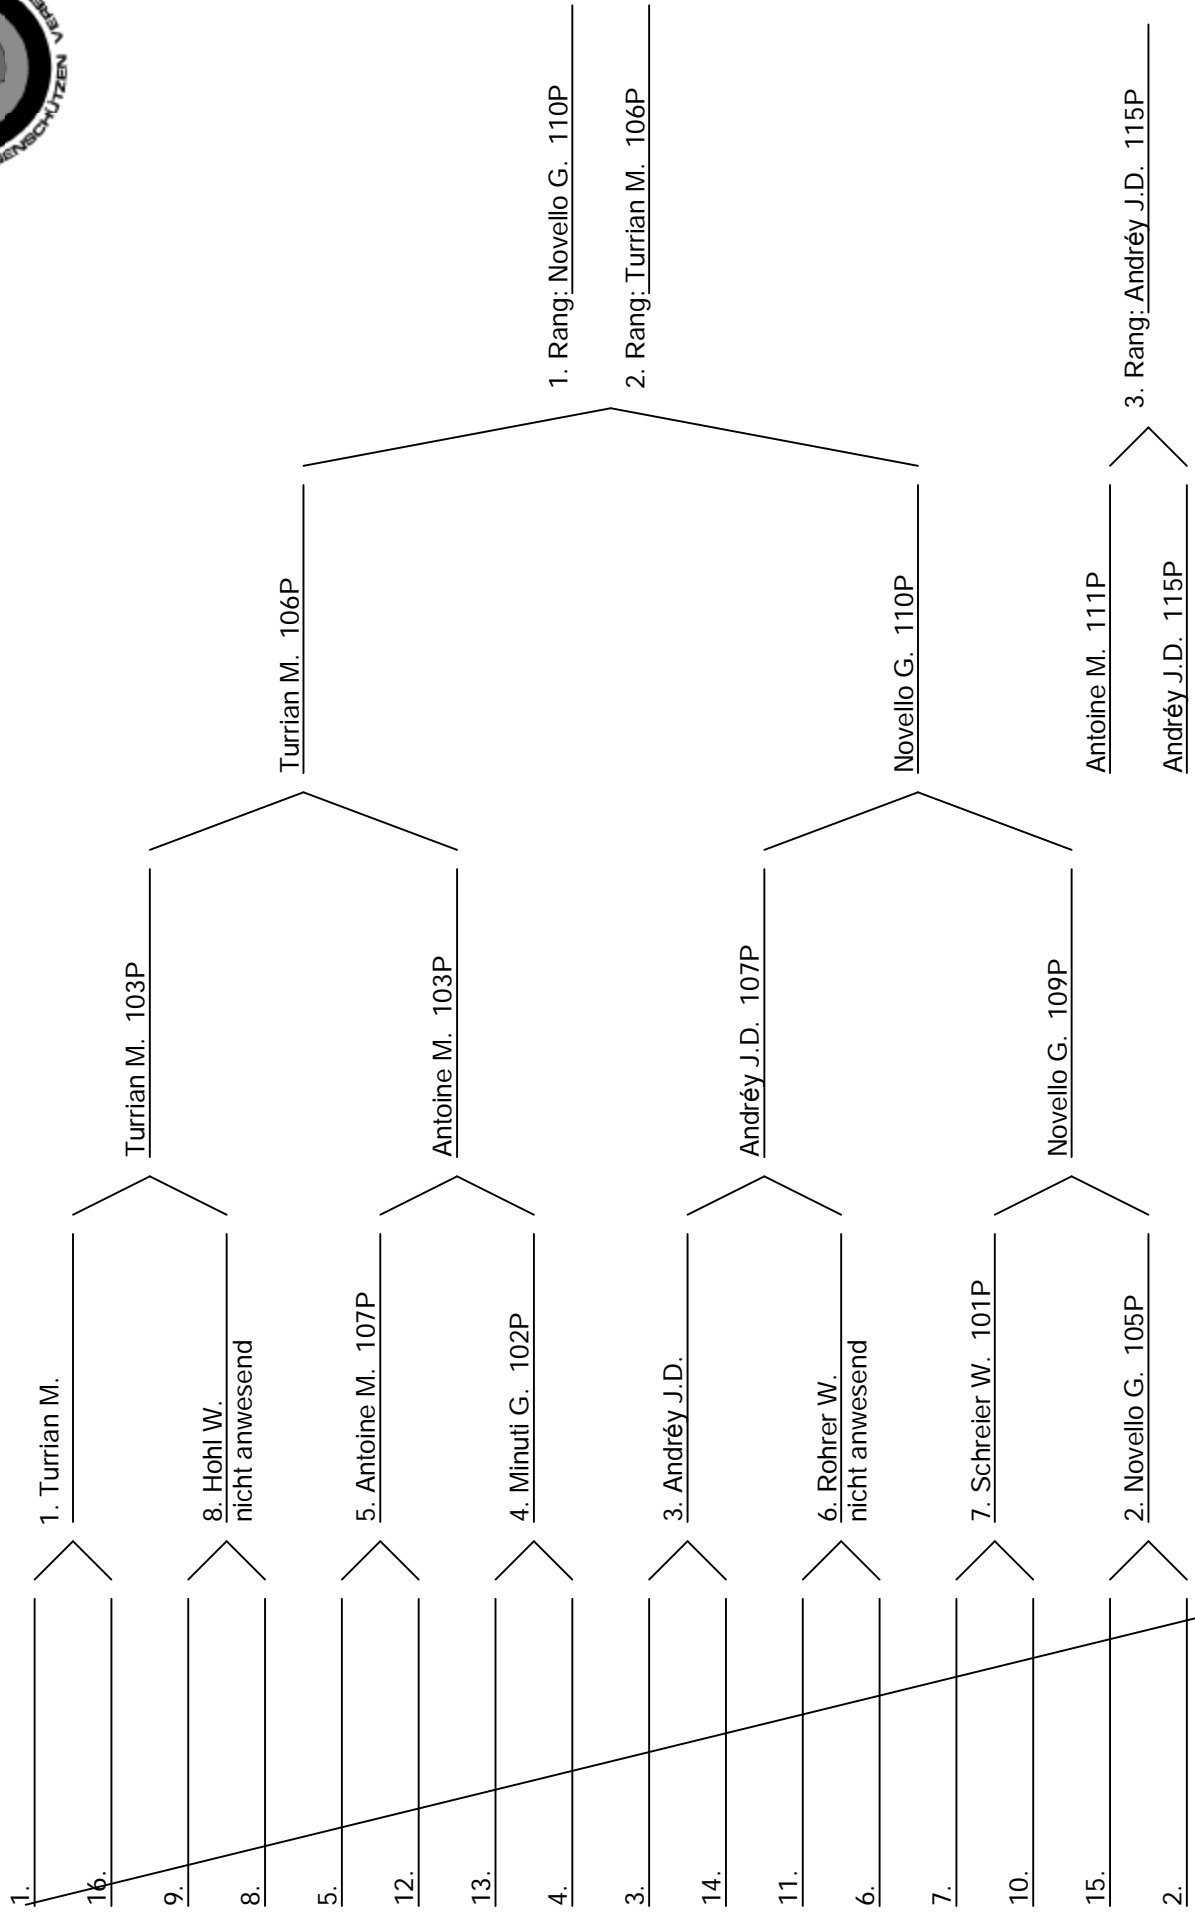 ENSCHÜTZEN VEREI
1.
16.
9.
8.
5.
12.
13.
4.
3.
14.
11.
6.
7.
10.
15.
2.
1. Turrian M.
8. Hohl W.
nicht anwesend
5. Antoine M. 107P
4. Minuti G. 102P
3. Andréy J.D.
6. Rohrer W.
nicht anwesend
7. Schreier W. 101P
2. Novello G. 105P
Turrian M. 103P
Antoine M. 103P
Andréy J.D. 107P
Novello G. 109P
Turrian M. 106P
Novello G. 110P
Antoine M. 111P
Andréy J.D. 115P
1. Rang: Novello G. 110P
2. Rang: Turrian M. 106P
3. Rang: Andréy J.D. 115P